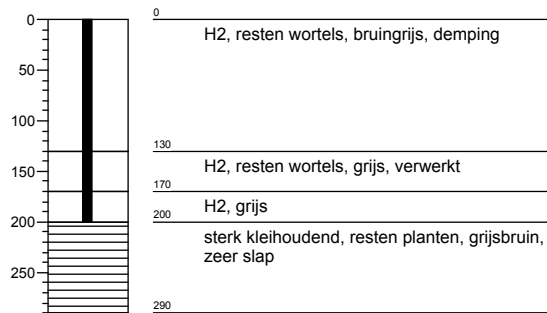 0
50
100
150
200
250
0
H2, resten wortels, bruingrijs, demping
130
H2, resten wortels, grijs, verwerkt
170
H2, grijs
200
sterk kleihoudend, resten planten, grijsbruin,
zeer slap
290